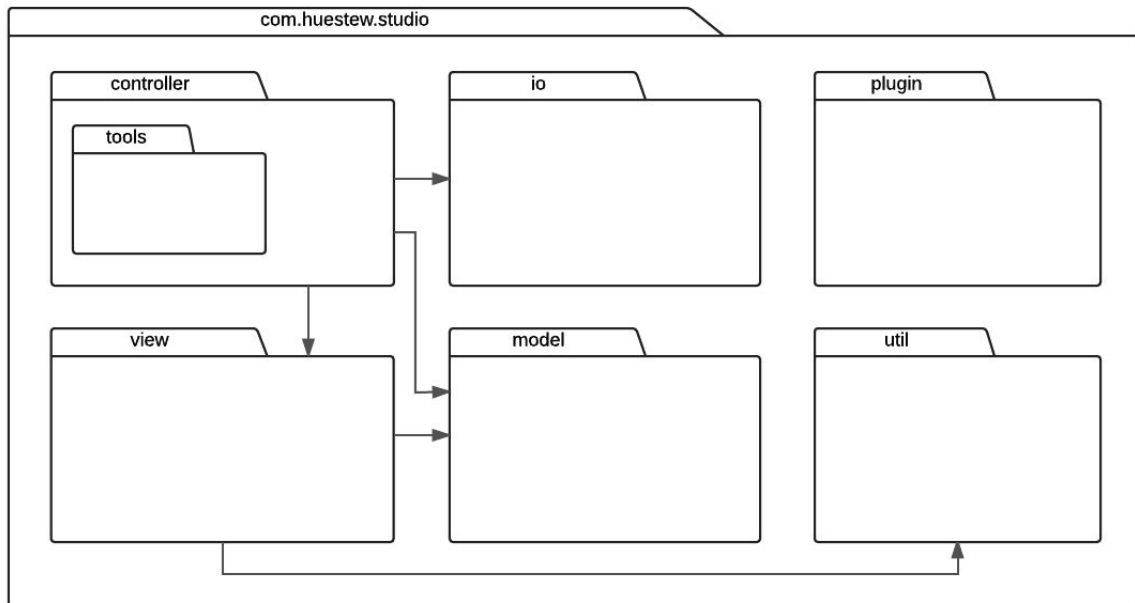 com.huestew.studio
controller
io
plugin
tools
view
model
util